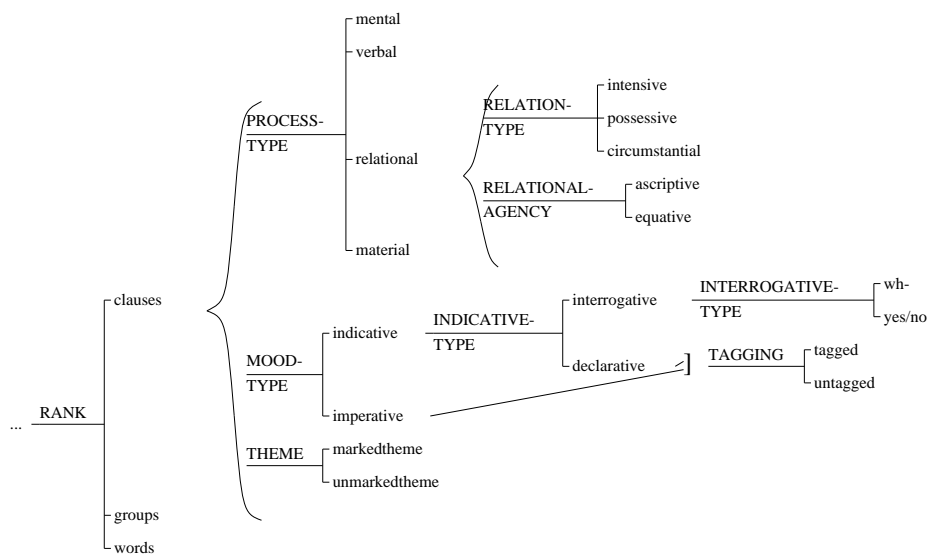 mental
verbal
PROCESS-
TYPE
relational
material
RELATION-
TYPE
intensive
possessive
circumstantial
RELATIONAL-
AGENCY
ascriptive
equative
clauses
MOOD-
TYPE
indicative
imperative
INDICATIVE-
TYPE
interrogative
declarative
INTERROGATIVE-
TYPE
wh-
yes/no
]
TAGGING
tagged
untagged
... RANK
THEME
markedtheme
unmarkedtheme
groups
words